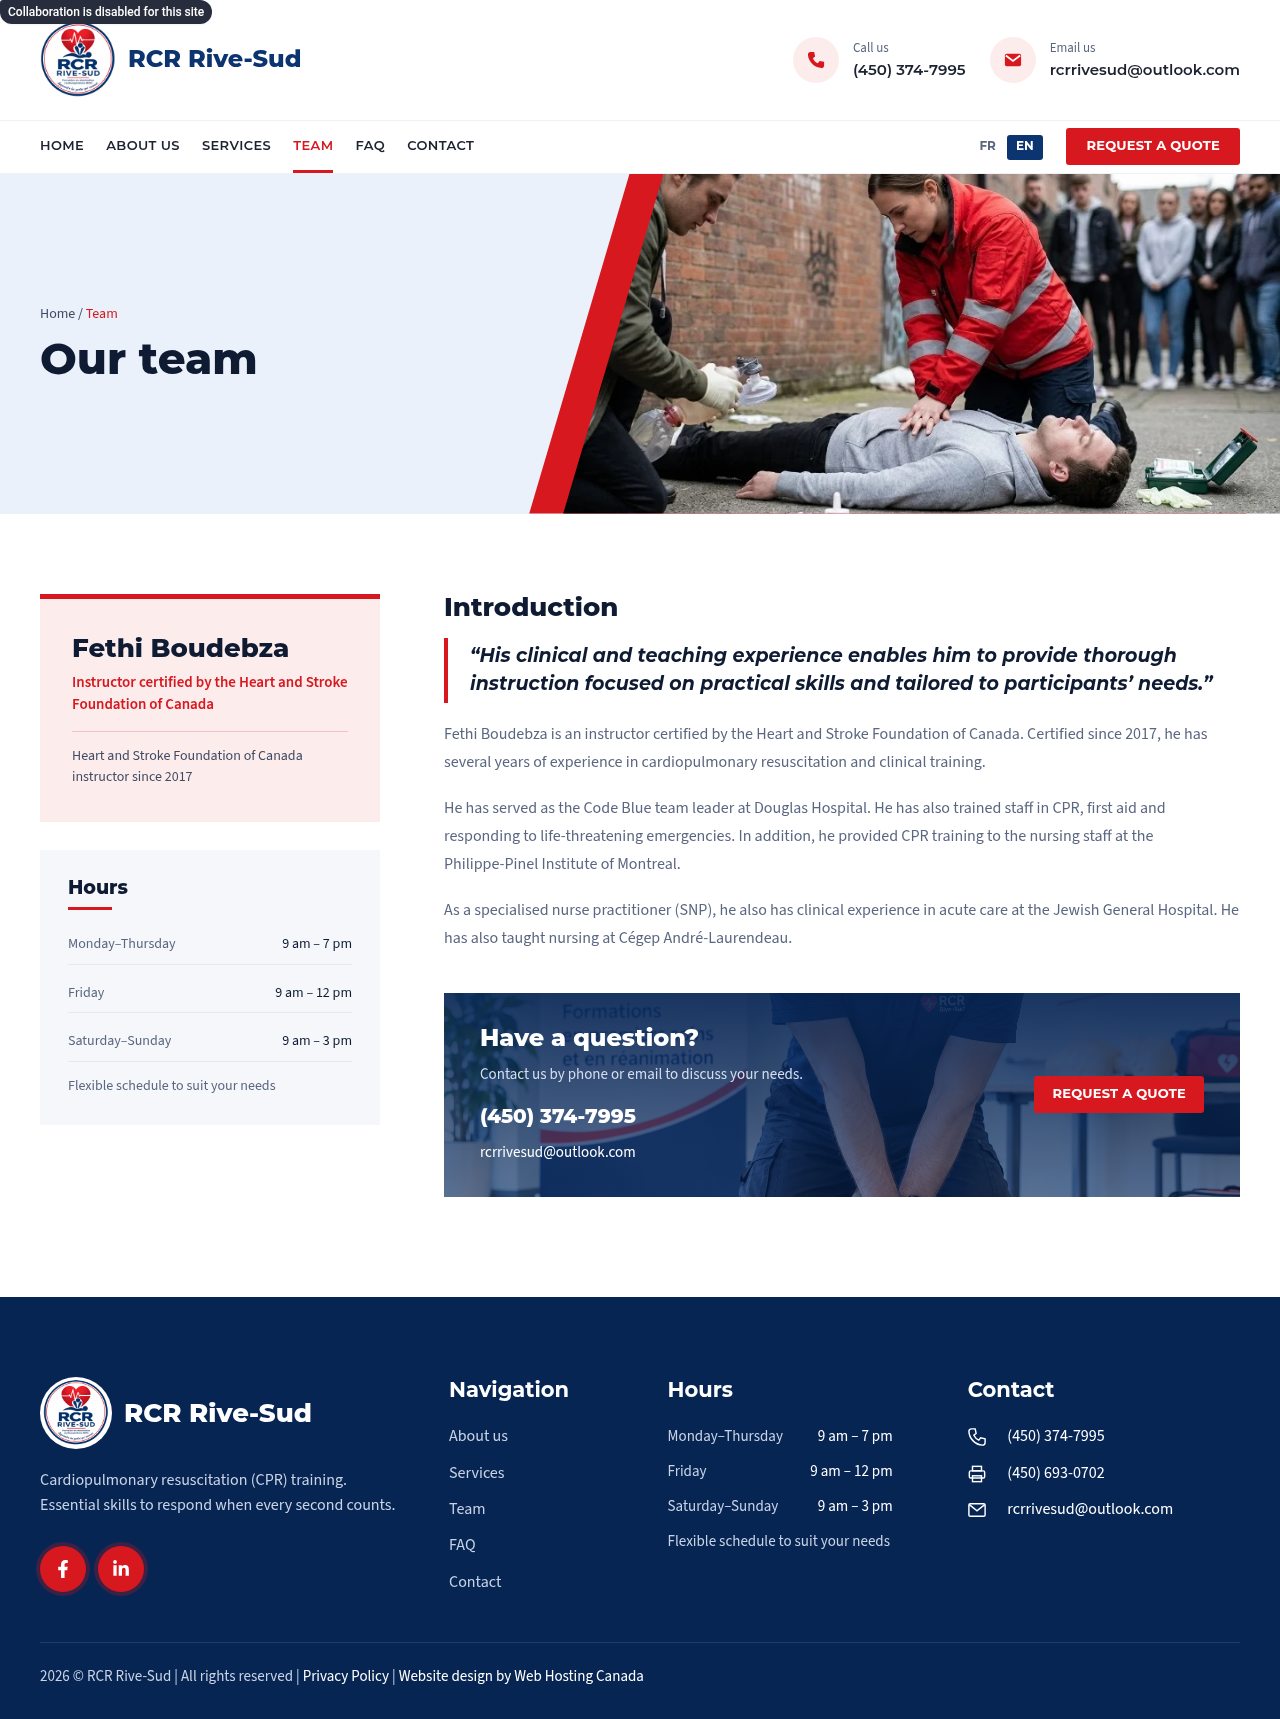 Collaboration is disabled for this site
RCR
RIVE-SUD
RCR Rive-Sud
Call us
(450) 374-7995
Email us
rcrrivesud@outlook.com
HOME ABOUT US SERVICES TEAM FAQ CONTACT
FR EN REQUEST A QUOTE
Home / Team
Our team
Fethi Boudebza
Instructor certified by the Heart and Stroke
Foundation of Canada
Heart and Stroke Foundation of Canada
instructor since 2017
Hours
Monday–Thursday 9 am – 7 pm
Friday 9 am – 12 pm
Saturday–Sunday 9 am – 3 pm
Flexible schedule to suit your needs
Introduction
“His clinical and teaching experience enables him to provide thorough
instruction focused on practical skills and tailored to participants’ needs.”
Fethi Boudebza is an instructor certified by the Heart and Stroke Foundation of Canada. Certified since 2017, he has
several years of experience in cardiopulmonary resuscitation and clinical training.
He has served as the Code Blue team leader at Douglas Hospital. He has also trained staff in CPR, first aid and
responding to life-threatening emergencies. In addition, he provided CPR training to the nursing staff at the
Philippe-Pinel Institute of Montreal.
As a specialised nurse practitioner (SNP), he also has clinical experience in acute care at the Jewish General Hospital. He
has also taught nursing at Cégep André-Laurendeau.
Formations
et en réanimation
RCR
Have a question?
Contact us by phone or email to discuss your needs.
(450) 374-7995
rcrrivesud@outlook.com
REQUEST A QUOTE
RCR
RIVE-SUD
RCR Rive-Sud
Cardiopulmonary resuscitation (CPR) training.
Essential skills to respond when every second counts.
Navigation
About us
Services
Team
FAQ
Contact
Hours
Monday–Thursday 9 am – 7 pm
Friday 9 am – 12 pm
Saturday–Sunday 9 am – 3 pm
Flexible schedule to suit your needs
Contact
(450) 374-7995
(450) 693-0702
rcrrivesud@outlook.com
2026 © RCR Rive-Sud | All rights reserved | Privacy Policy | Website design by Web Hosting Canada